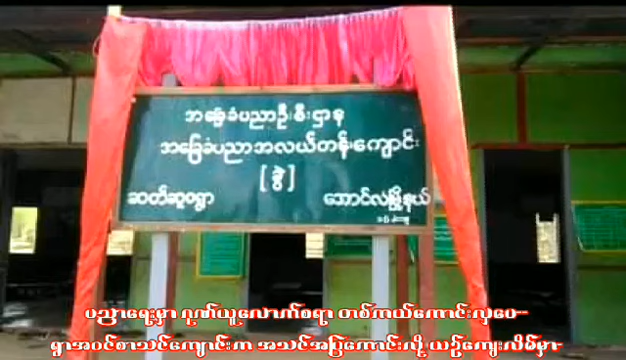 အခြေခံပညာဦးစီးဌာန
အခြေခံပညာအလယ်တန်းကျောင်း
[ခွဲ]
ဆတ်ဆူးရွာ အောင်လံမြို့နယ်
ပညာရေးမှာ ဂုဏ်ယူလောက်စရာ တစ်ကယ်ကောင်းလှပေ--
ရွာအဝင်စာသင်ကျောင်းက အသင်အပြကောင်းလို့ ယဉ်ကျေးလိမ်မာ-